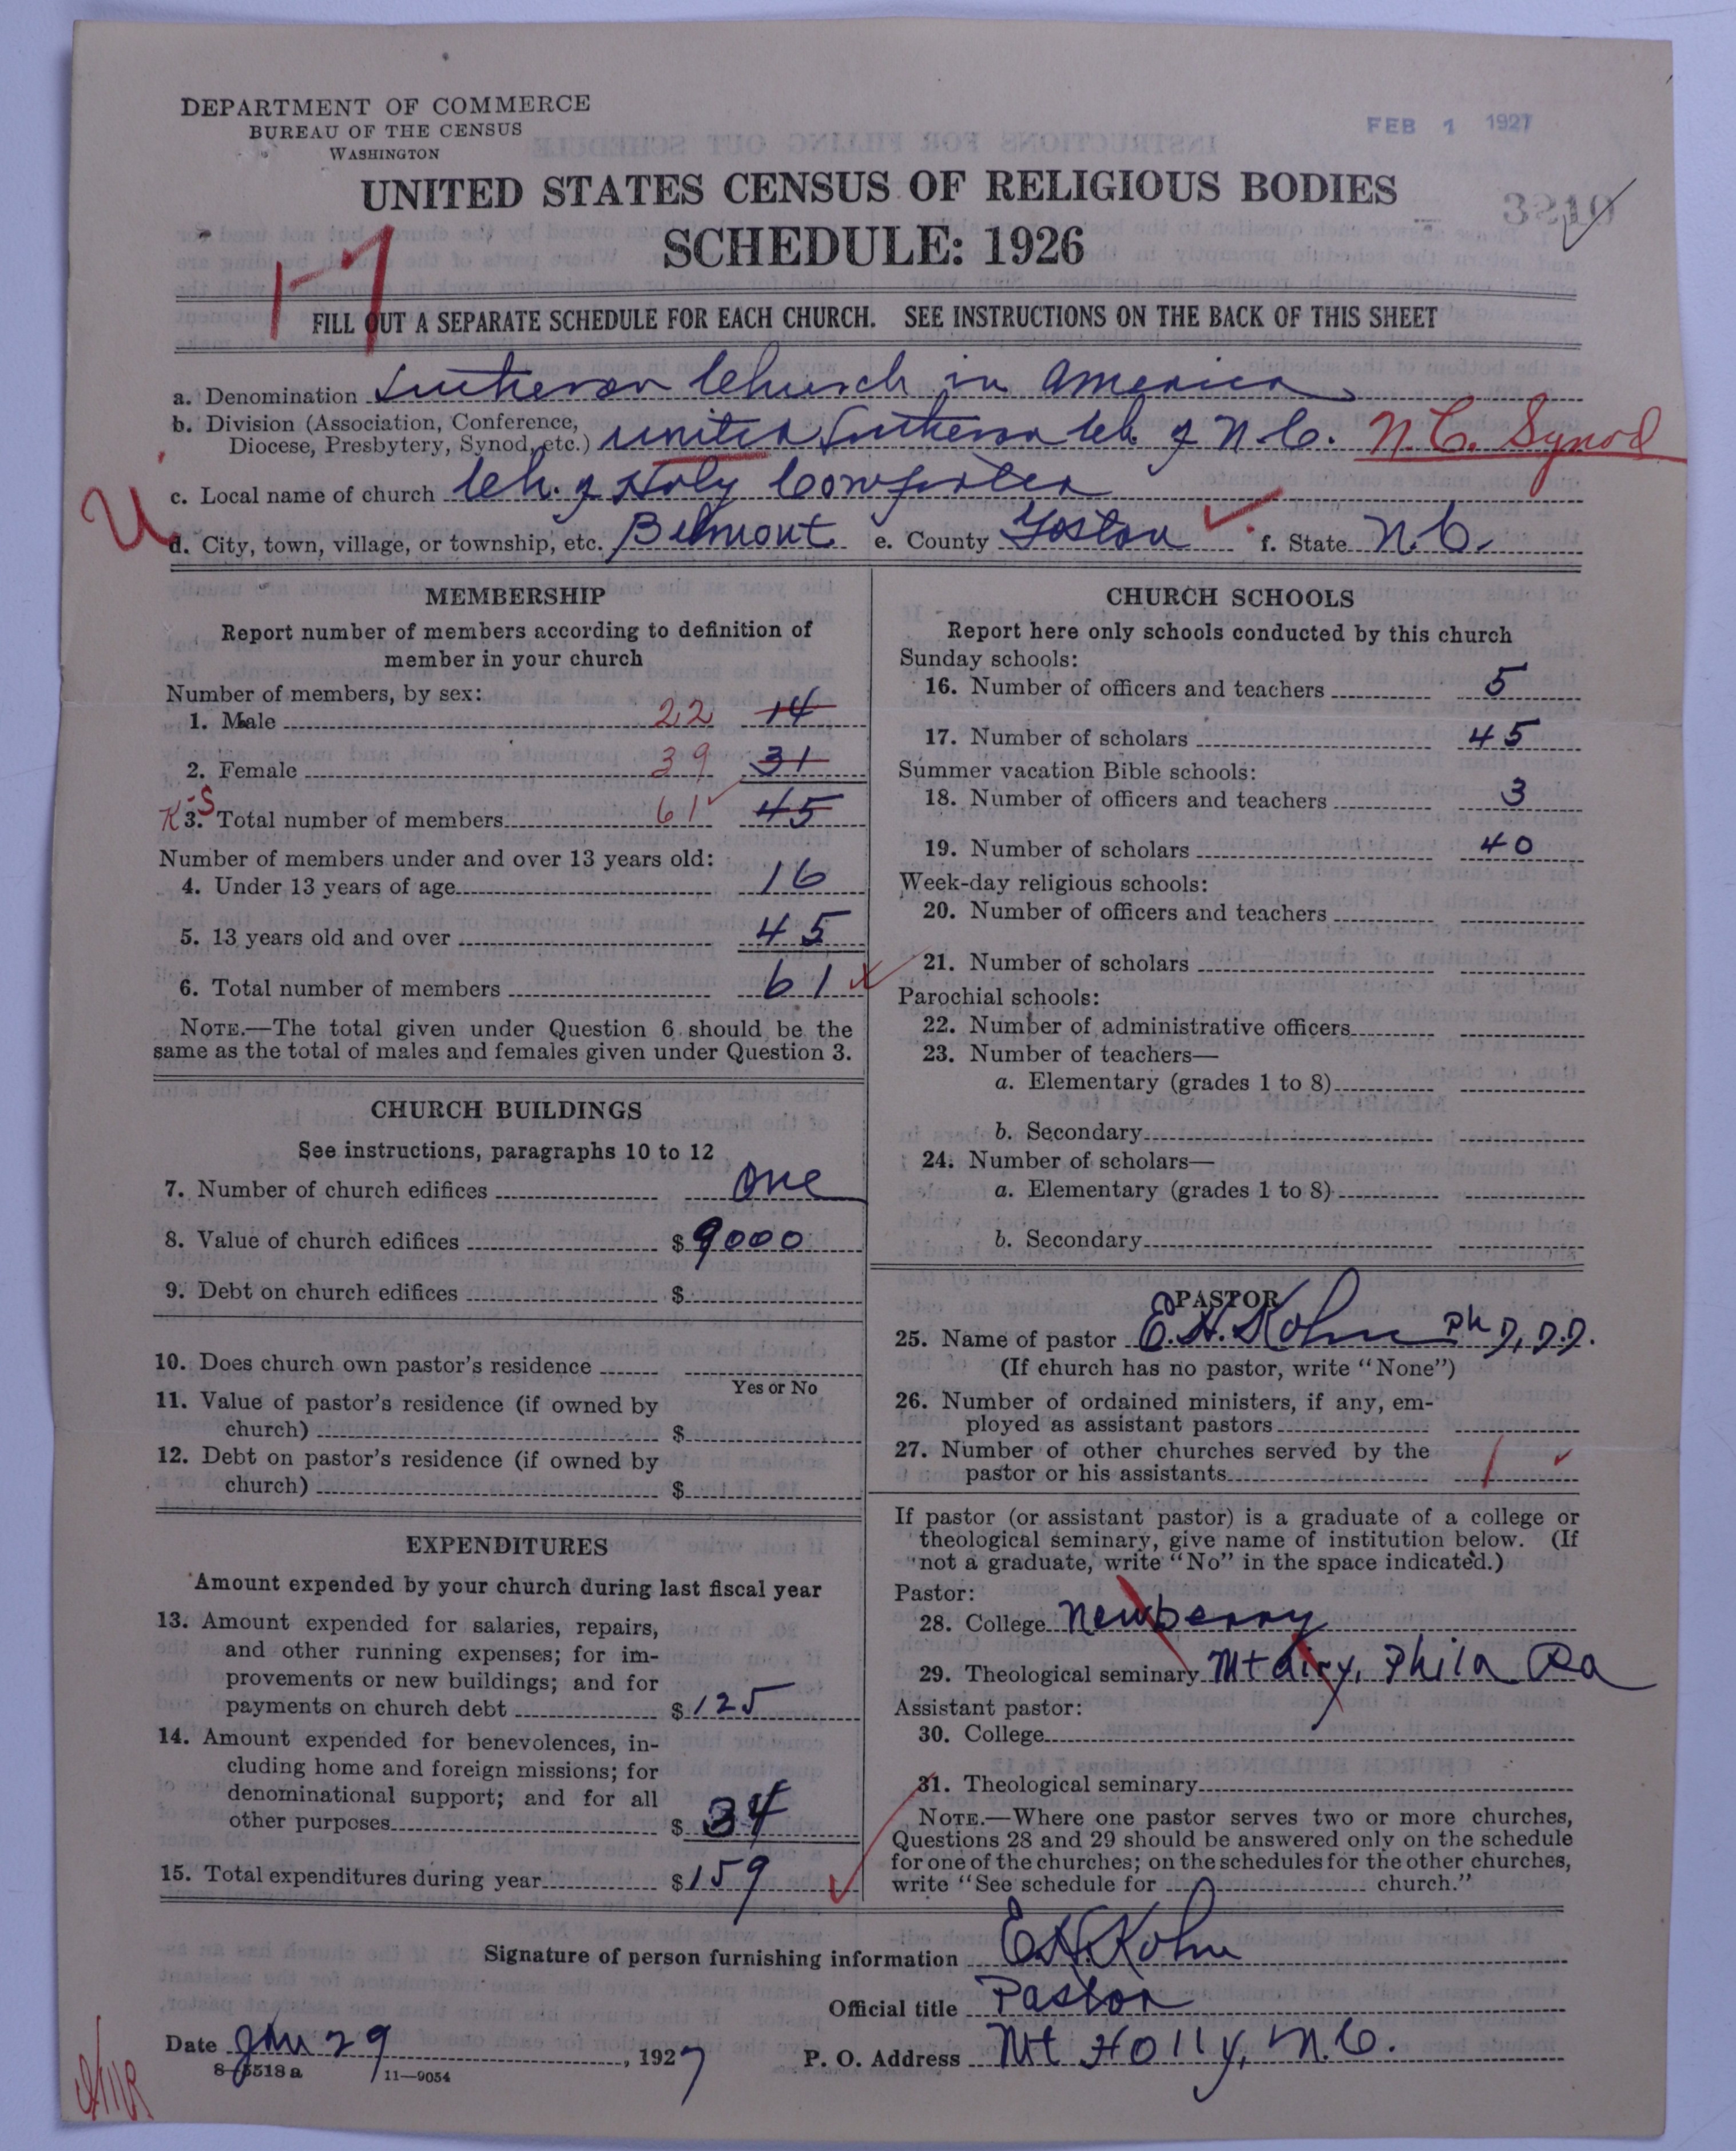 DEPARTMENT OF COMMERCE
BUREAU OF THE CENSUS
WASHINGTON
FEB 1 1927
UNITED STATES CENSUS OF RELIGIOUS BODIES
SCHEDULE: 1926
FILL OUT A SEPARATE SCHEDULE FOR EACH CHURCH. SEE INSTRUCTIONS ON THE BACK OF THIS SHEET
a. Denomination Lutheran Church in America
b. Division (Association, Conference,
Diocese, Presbytery, Synod, etc.) United Lutheran Ch. of N.C. N.C. Synod
c. Local name of church Ch. of Holy Comforter
U
d. City, town, village, or township, etc. Belmont e. County Gaston f. State N.C.
MEMBERSHIP
Report number of members according to definition of
member in your church
Number of members, by sex:
1. Male 22 14
2. Female 39 31
K-S 3. Total number of members 61 45
Number of members under and over 13 years old:
4. Under 13 years of age 16
5. 13 years old and over 45
6. Total number of members 61
NOTE.—The total given under Question 6 should be the
same as the total of males and females given under Question 3.
CHURCH BUILDINGS
See instructions, paragraphs 10 to 12
7. Number of church edifices One
8. Value of church edifices $ 9000
9. Debt on church edifices $
10. Does church own pastor's residence
Yes or No
11. Value of pastor's residence (if owned by
church) $
12. Debt on pastor's residence (if owned by
church) $
EXPENDITURES
Amount expended by your church during last fiscal year
13. Amount expended for salaries, repairs,
and other running expenses; for im-
provements or new buildings; and for
payments on church debt $ 125
14. Amount expended for benevolences, in-
cluding home and foreign missions; for
denominational support; and for all
other purposes $ 34
15. Total expenditures during year $ 159
CHURCH SCHOOLS
Report here only schools conducted by this church
Sunday schools:
16. Number of officers and teachers 5
17. Number of scholars 45
Summer vacation Bible schools:
18. Number of officers and teachers 3
19. Number of scholars 40
Week-day religious schools:
20. Number of officers and teachers
21. Number of scholars
Parochial schools:
22. Number of administrative officers
23. Number of teachers—
a. Elementary (grades 1 to 8)
b. Secondary
24. Number of scholars—
a. Elementary (grades 1 to 8)
b. Secondary
PASTOR
25. Name of pastor E. H. Kohn Ph D, D.D.
(If church has no pastor, write "None")
26. Number of ordained ministers, if any, em-
ployed as assistant pastors
27. Number of other churches served by the
pastor or his assistants 1
If pastor (or assistant pastor) is a graduate of a college or
theological seminary, give name of institution below. (If
not a graduate, write "No" in the space indicated.)
Pastor:
28. College Newberry
29. Theological seminary Mt Airy, Phila Pa
Assistant pastor:
30. College
31. Theological seminary
NOTE.—Where one pastor serves two or more churches,
Questions 28 and 29 should be answered only on the schedule
for one of the churches; on the schedules for the other churches,
write "See schedule for church."
Signature of person furnishing information E. H. Kohn
Official title Pastor
Date Jan 29, 1927 P. O. Address Mt Holly, N.C.
8-5518a 11—9054